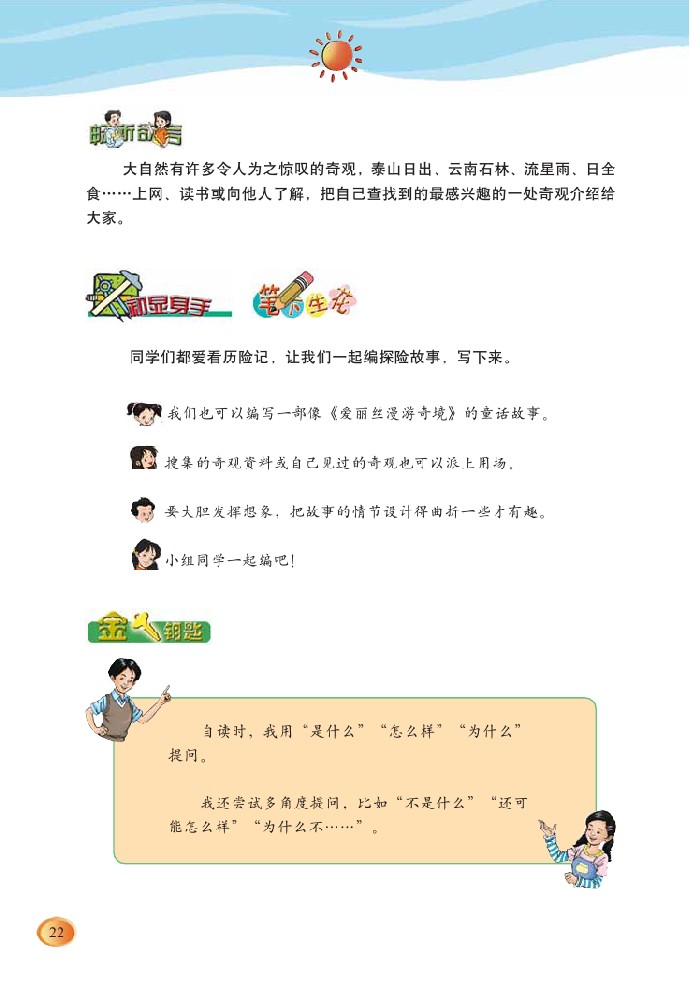 畅所欲言
大自然有许多令人为之惊叹的奇观，泰山日出、云南石林、流星雨、日全
食……上网、读书或向他人了解，把自己查找到的最感兴趣的一处奇观介绍给
大家。
初显身手 笔下生花
同学们都爱看历险记，让我们一起编探险故事，写下来。
我们也可以编写一部像《爱丽丝漫游奇境》的童话故事。
搜集的奇观资料或自己见过的奇观也可以派上用场。
要大胆发挥想象，把故事的情节设计得曲折一些才有趣。
小组同学一起编吧！
金钥匙
自读时，我用“是什么”“怎么样”“为什么”
提问。
我还尝试多角度提问，比如“不是什么”“还可
能怎么样”“为什么不……”。
22